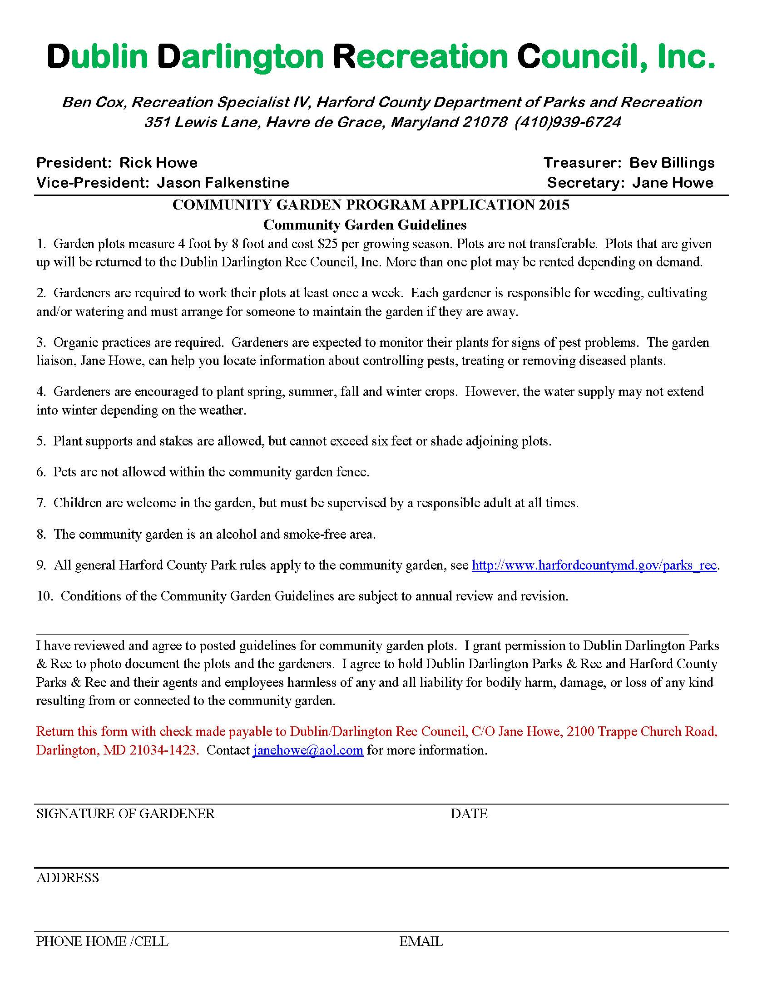 Dublin Darlington Recreation Council, Inc.
Ben Cox, Recreation Specialist IV, Harford County Department of Parks and Recreation
351 Lewis Lane, Havre de Grace, Maryland 21078 (410)939-6724
President: Rick Howe Treasurer: Bev Billings
Vice-President: Jason Falkenstine Secretary: Jane Howe
COMMUNITY GARDEN PROGRAM APPLICATION 2015
Community Garden Guidelines
1. Garden plots measure 4 foot by 8 foot and cost $25 per growing season. Plots are not transferable. Plots that are given
up will be returned to the Dublin Darlington Rec Council, Inc. More than one plot may be rented depending on demand.
2. Gardeners are required to work their plots at least once a week. Each gardener is responsible for weeding, cultivating
and/or watering and must arrange for someone to maintain the garden if they are away.
3. Organic practices are required. Gardeners are expected to monitor their plants for signs of pest problems. The garden
liaison, Jane Howe, can help you locate information about controlling pests, treating or removing diseased plants.
4. Gardeners are encouraged to plant spring, summer, fall and winter crops. However, the water supply may not extend
into winter depending on the weather.
5. Plant supports and stakes are allowed, but cannot exceed six feet or shade adjoining plots.
6. Pets are not allowed within the community garden fence.
7. Children are welcome in the garden, but must be supervised by a responsible adult at all times.
8. The community garden is an alcohol and smoke-free area.
9. All general Harford County Park rules apply to the community garden, see http://www.harfordcountymd.gov/parks_rec.
10. Conditions of the Community Garden Guidelines are subject to annual review and revision.
I have reviewed and agree to posted guidelines for community garden plots. I grant permission to Dublin Darlington Parks
& Rec to photo document the plots and the gardeners. I agree to hold Dublin Darlington Parks & Rec and Harford County
Parks & Rec and their agents and employees harmless of any and all liability for bodily harm, damage, or loss of any kind
resulting from or connected to the community garden.
Return this form with check made payable to Dublin/Darlington Rec Council, C/O Jane Howe, 2100 Trappe Church Road,
Darlington, MD 21034-1423. Contact janehowe@aol.com for more information.
SIGNATURE OF GARDENER DATE
ADDRESS
PHONE HOME /CELL EMAIL